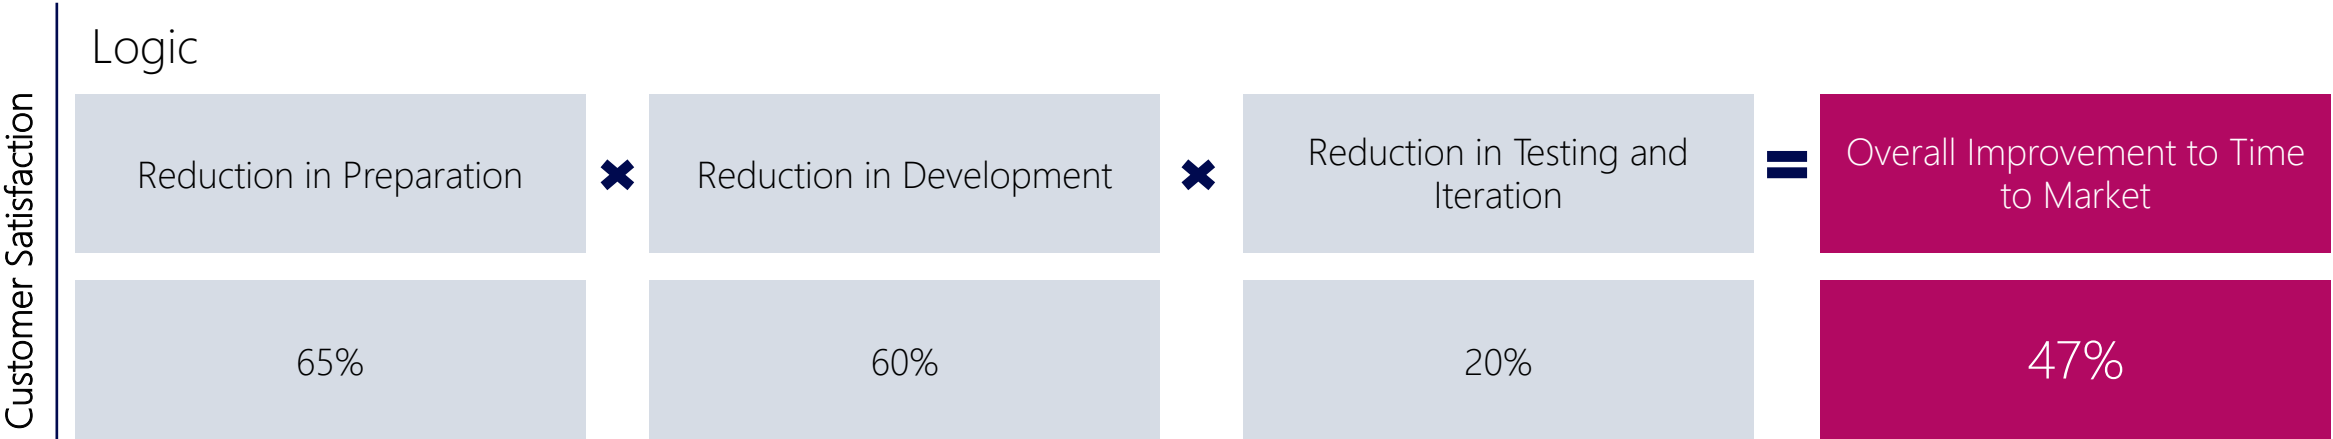 Customer Satisfaction
Logic
Reduction in Preparation
Reduction in Development
Reduction in Testing and
Iteration
Overall Improvement to Time
to Market
65%
60%
20%
47%